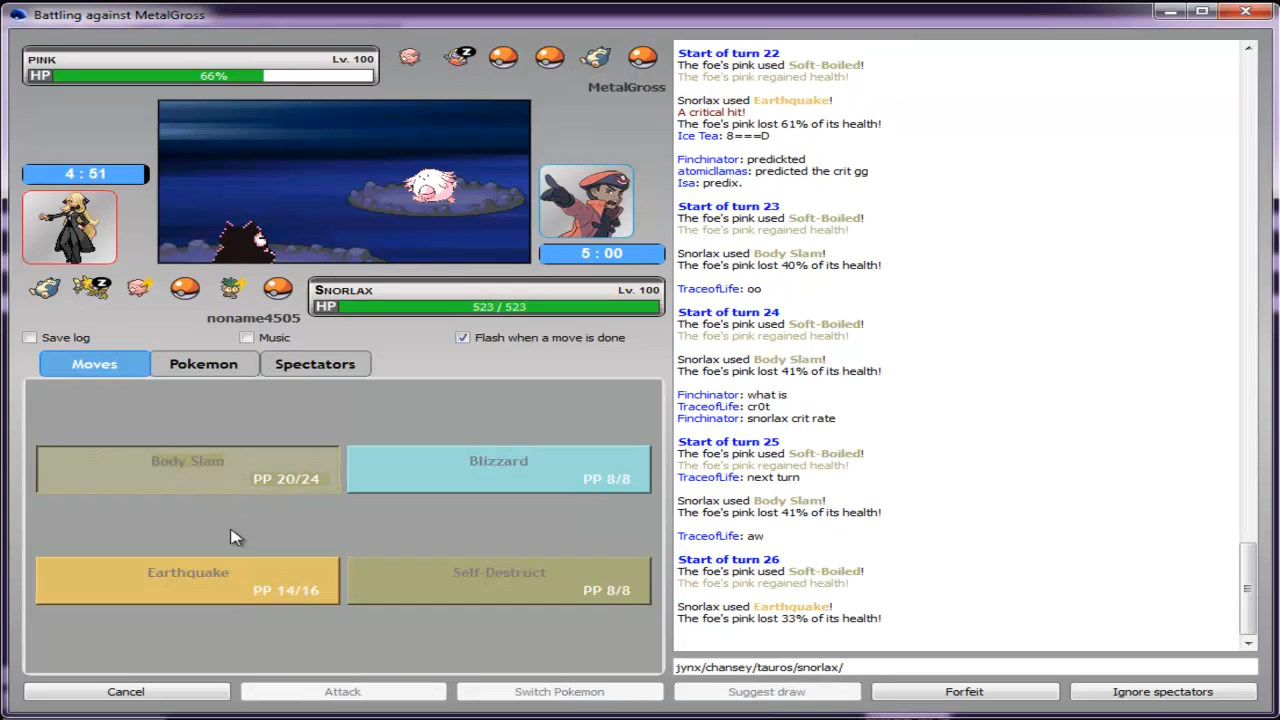 Battling against MetalGross
PINK Lv. 100
HP 66%
MetalGross
4 : 51
5 : 00
SNORLAX Lv. 100
HP 523 / 523
noname4505
Save log Music Flash when a move is done
Moves Pokemon Spectators
Body Slam
PP 20/24
Blizzard
PP 8/8
Earthquake
PP 14/16
Self-Destruct
PP 8/8
Cancel Attack Switch Pokemon
Start of turn 22
The foe's pink used Soft-Boiled!
The foe's pink regained health!
Snorlax used Earthquake!
A critical hit!
The foe's pink lost 61% of its health!
Ice Tea: 8===D
Finchinator: predickted
atomicllamas: predicted the crit gg
Isa: predix.
Start of turn 23
The foe's pink used Soft-Boiled!
The foe's pink regained health!
Snorlax used Body Slam!
The foe's pink lost 40% of its health!
TraceofLife: oo
Start of turn 24
The foe's pink used Soft-Boiled!
The foe's pink regained health!
Snorlax used Body Slam!
The foe's pink lost 41% of its health!
Finchinator: what is
TraceofLife: cr0t
Finchinator: snorlax crit rate
Start of turn 25
The foe's pink used Soft-Boiled!
The foe's pink regained health!
TraceofLife: next turn
Snorlax used Body Slam!
The foe's pink lost 41% of its health!
TraceofLife: aw
Start of turn 26
The foe's pink used Soft-Boiled!
The foe's pink regained health!
Snorlax used Earthquake!
The foe's pink lost 33% of its health!
jynx/chansey/tauros/snorlax/
Suggest draw Forfeit Ignore spectators